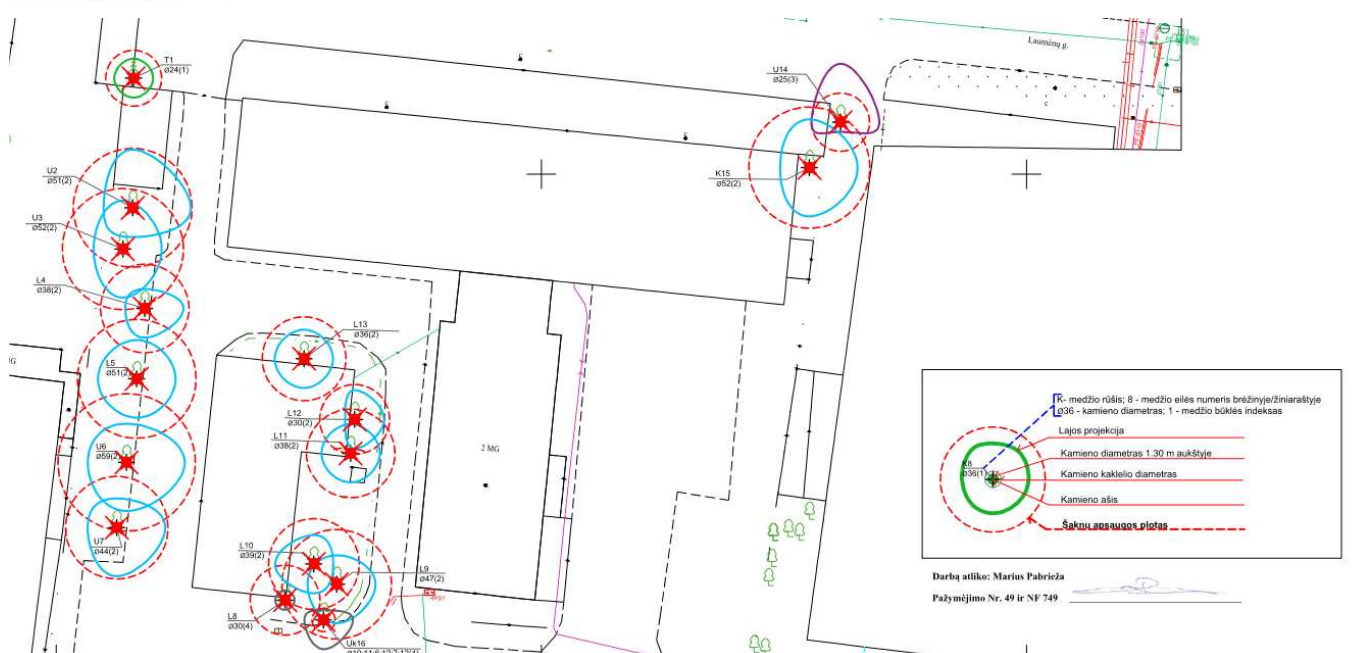 T1
ø24(1)
U2
ø51(2)
U3
ø52(2)
L4
ø38(2)
L5
ø51(2)
U6
ø59(2)
U7
ø44(2)
L13
ø36(2)
L12
ø30(2)
L11
ø38(2)
L10
ø39(2)
L9
ø47(2)
L8
ø30(4)
Uk16
2 MG
MG
U14
ø25(3)
K15
ø52(2)
Laumėnų g.
c
K- medžio rūšis; 8 - medžio eilės numeris brėžinyje/žiniaraštyje
ø36 - kamieno diametras; 1 - medžio būklės indeksas
Lajos projekcija
Kamieno diametras 1.30 m aukštyje
K8
ø36(1)
Kamieno kaklelio diametras
Kamieno ašis
Šaknų apsaugos plotas
Darbą atliko: Marius Pabrieža
Pažymėjimo Nr. 49 ir NF 749